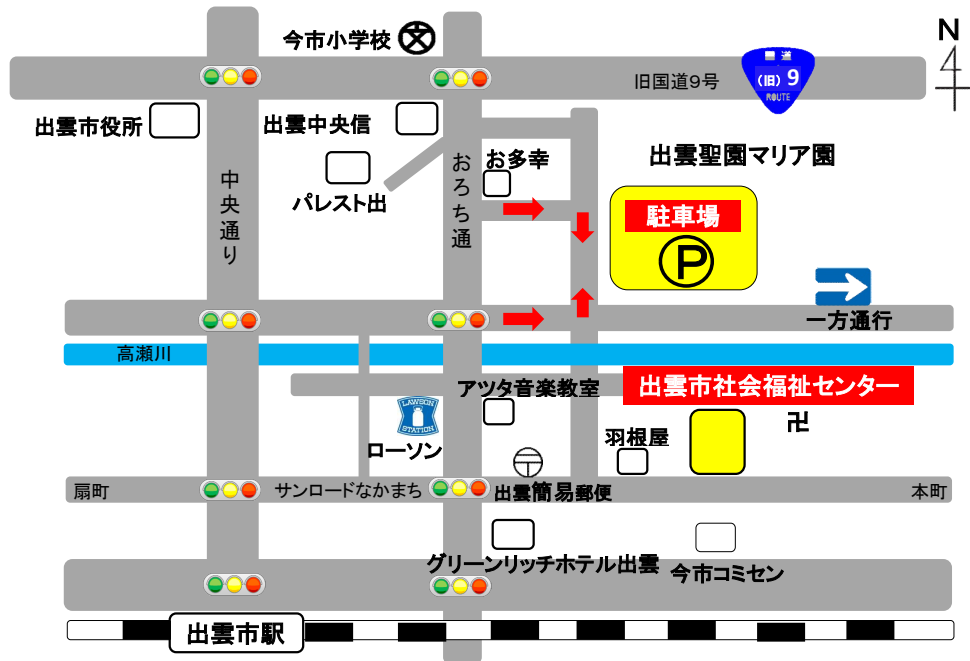 今市小学校
N
国道
(旧) 9
ROUTE
旧国道9号
出雲市役所
出雲中央信
お多幸
出雲聖園マリア園
パレスト出
中央通り
おろち通
駐車場
P
一方通行
高瀬川
アツタ音楽教室
出雲市社会福祉センター
LAWSON
STATION
ローソン
羽根屋
卍
扇町
サンロードなかまち
出雲簡易郵便
本町
グリーンリッチホテル出雲
今市コミセン
出雲市駅